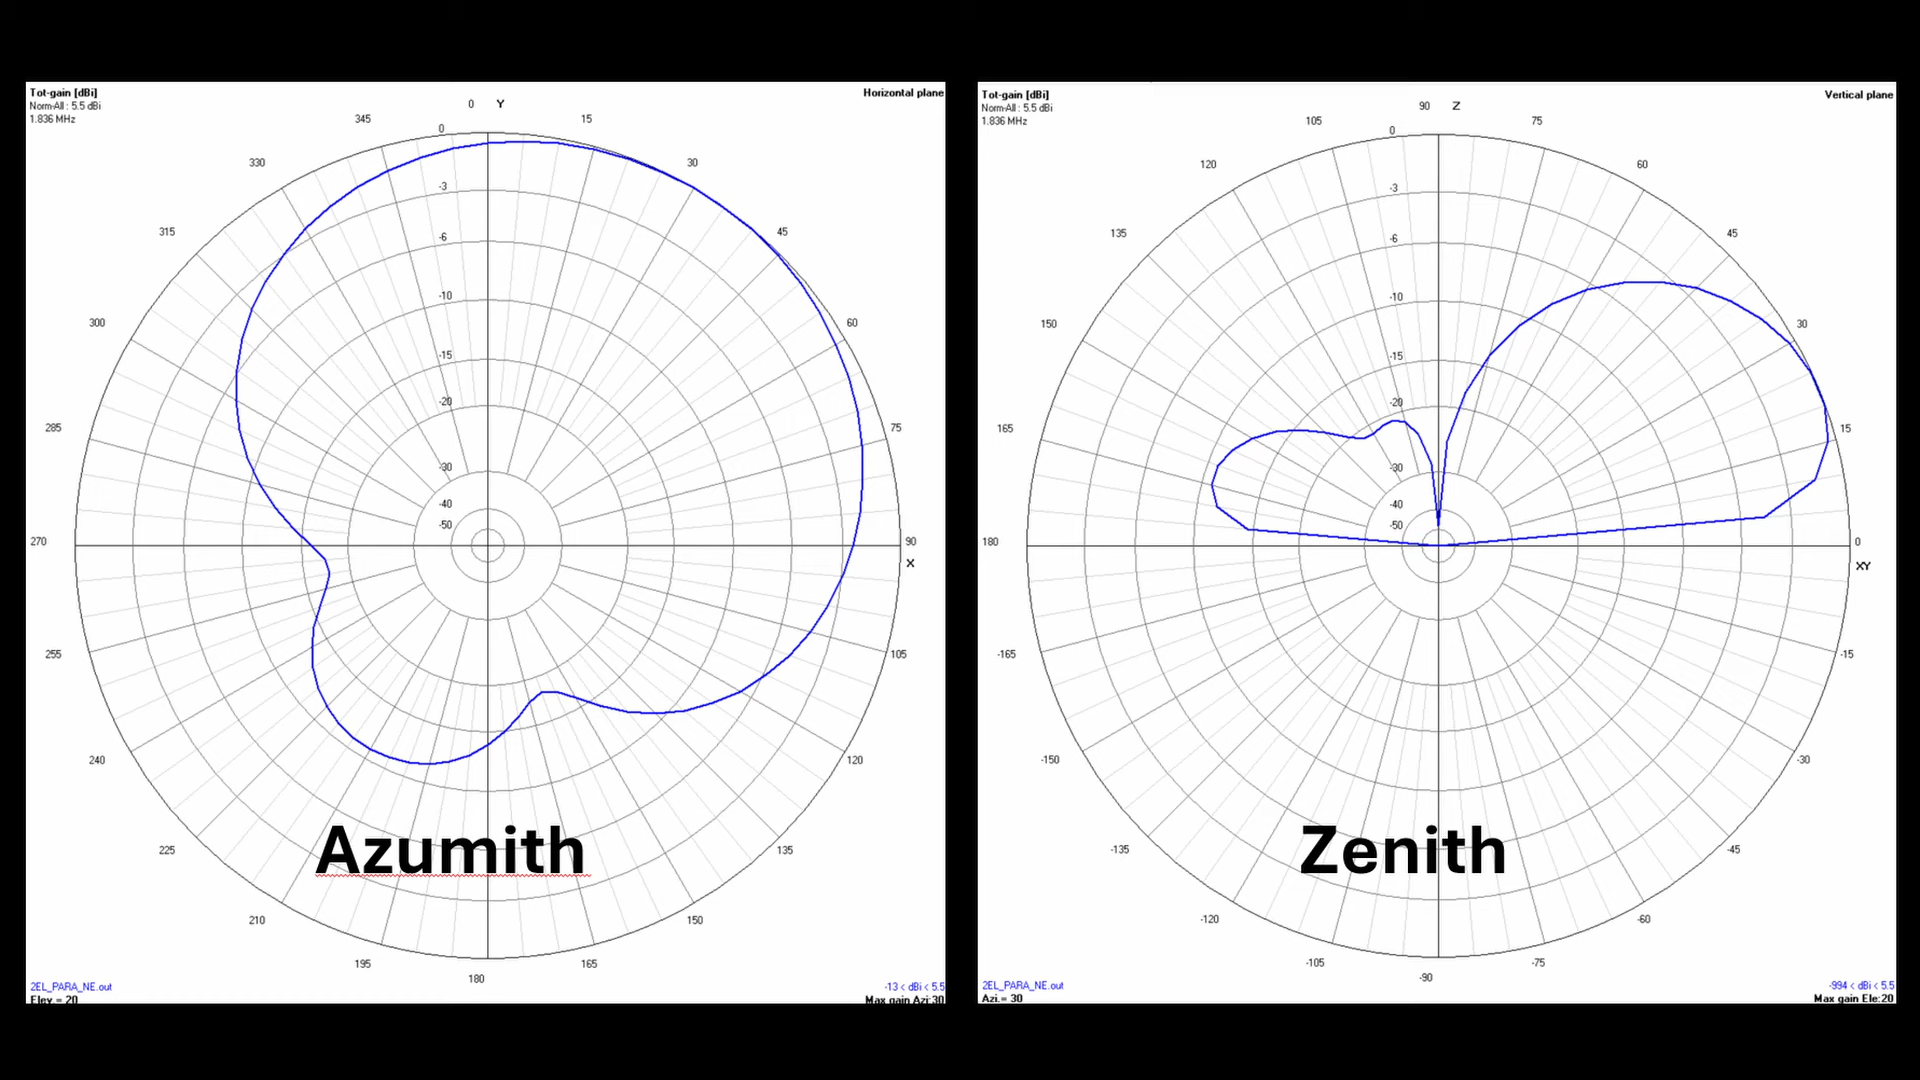 Tot-gain [dBi]
Norm-All : 5.5 dBi
1.836 MHz
Horizontal plane
0 Y
345
0
15
330
30
-3
315
45
-6
-10
300
60
-15
285
75
-20
-30
-40
-50
270
90
X
255
105
240
120
225
135
Azumith
210
150
195
165
180
2EL_PARA_NE.out
-13 < dBi < 5.5
Elev = 20
Max gain Azi:30
Tot-gain [dBi]
Norm-All : 5.5 dBi
1.836 MHz
Vertical plane
90 Z
105
0
75
120
60
-3
135
45
-6
-10
150
30
-15
165
15
-20
-30
-40
-50
180
0
XY
-165
-15
-150
-30
-135
-45
Zenith
-120
-60
-105
-75
-90
2EL_PARA_NE.out
-994 < dBi < 5.5
Azi.= 30
Max gain Ele:20